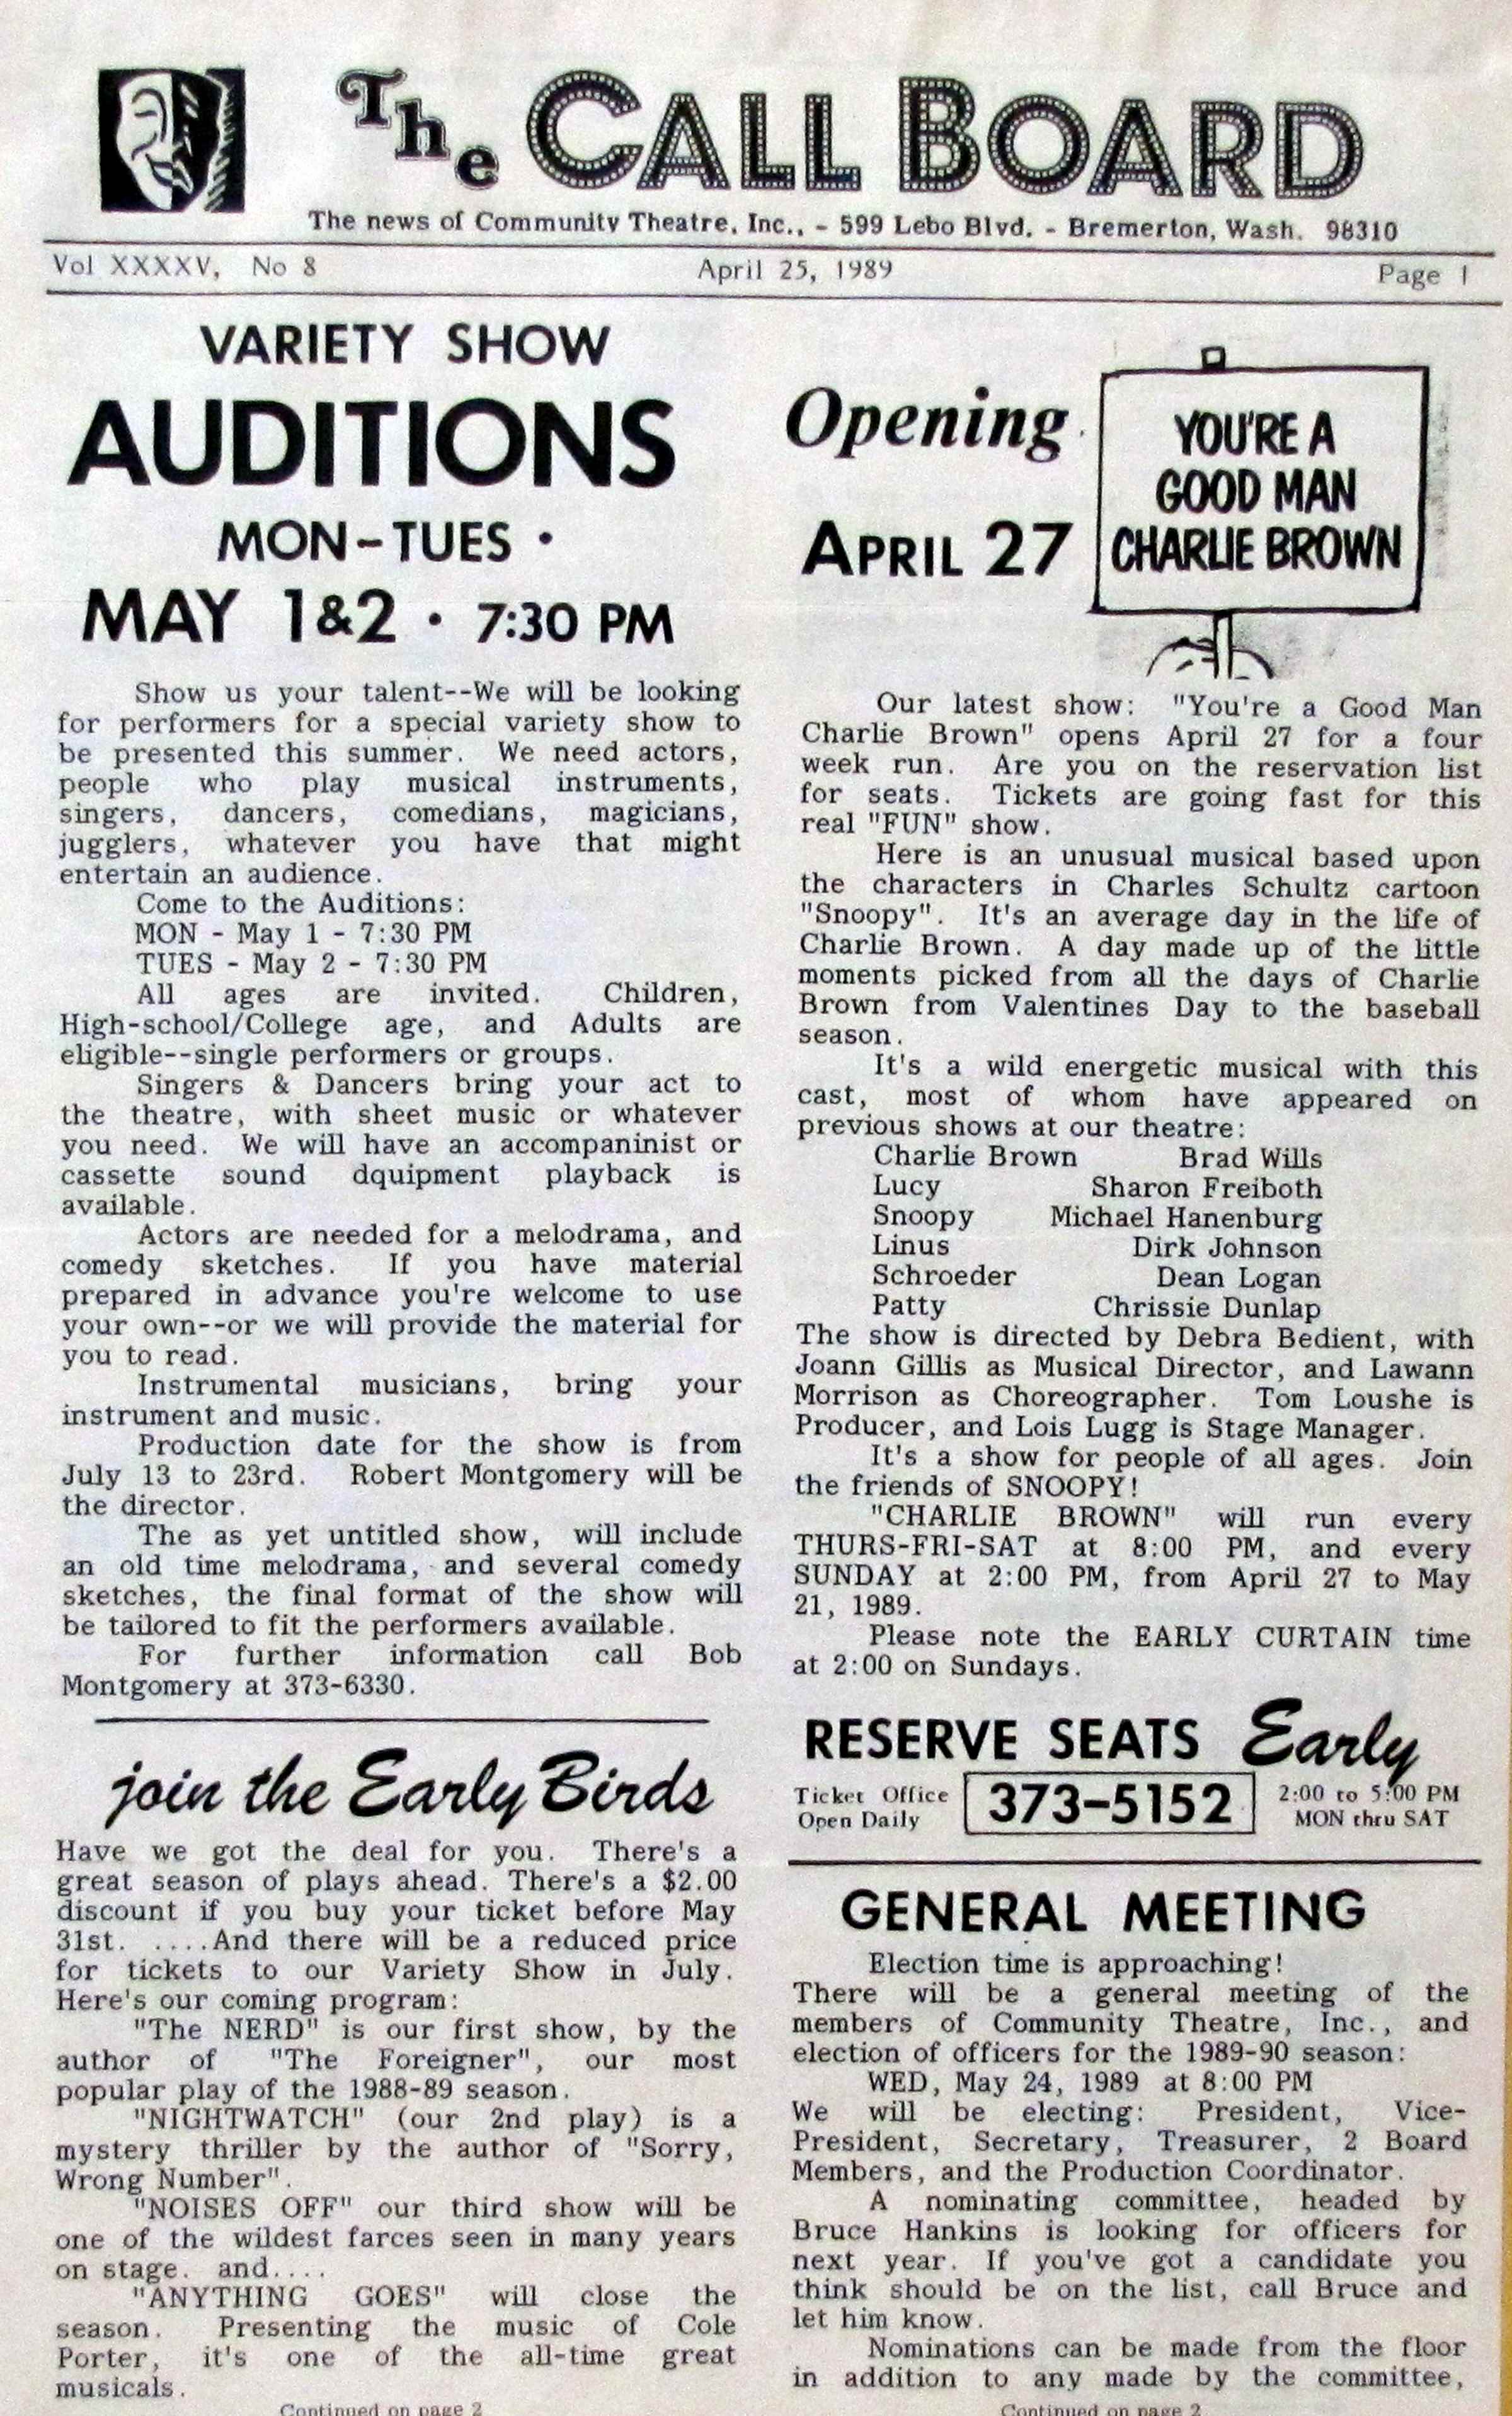 The CALL BOARD
The news of Community Theatre, Inc., - 599 Lebo Blvd. - Bremerton, Wash. 98310
Vol XXXXV, No 8 April 25, 1989 Page 1
VARIETY SHOW
AUDITIONS
MON-TUES •
MAY 1&2 • 7:30 PM
Show us your talent--We will be looking
for performers for a special variety show to
be presented this summer. We need actors,
people who play musical instruments,
singers, dancers, comedians, magicians,
jugglers, whatever you have that might
entertain an audience.
Come to the Auditions:
MON - May 1 - 7:30 PM
TUES - May 2 - 7:30 PM
All ages are invited. Children,
High-school/College age, and Adults are
eligible--single performers or groups.
Singers & Dancers bring your act to
the theatre, with sheet music or whatever
you need. We will have an accompaninist or
cassette sound dquipment playback is
available.
Actors are needed for a melodrama, and
comedy sketches. If you have material
prepared in advance you're welcome to use
your own--or we will provide the material for
you to read.
Instrumental musicians, bring your
instrument and music.
Production date for the show is from
July 13 to 23rd. Robert Montgomery will be
the director.
The as yet untitled show, will include
an old time melodrama, and several comedy
sketches, the final format of the show will
be tailored to fit the performers available.
For further information call Bob
Montgomery at 373-6330.
join the Early Birds
Have we got the deal for you. There's a
great season of plays ahead. There's a $2.00
discount if you buy your ticket before May
31st. ....And there will be a reduced price
for tickets to our Variety Show in July.
Here's our coming program:
"The NERD" is our first show, by the
author of "The Foreigner", our most
popular play of the 1988-89 season.
"NIGHTWATCH" (our 2nd play) is a
mystery thriller by the author of "Sorry,
Wrong Number".
"NOISES OFF" our third show will be
one of the wildest farces seen in many years
on stage. and....
"ANYTHING GOES" will close the
season. Presenting the music of Cole
Porter, it's one of the all-time great
musicals.
Continued on page 2
Opening
APRIL 27
YOU'RE A
GOOD MAN
CHARLIE BROWN
Our latest show: "You're a Good Man
Charlie Brown" opens April 27 for a four
week run. Are you on the reservation list
for seats. Tickets are going fast for this
real "FUN" show.
Here is an unusual musical based upon
the characters in Charles Schultz cartoon
"Snoopy". It's an average day in the life of
Charlie Brown. A day made up of the little
moments picked from all the days of Charlie
Brown from Valentines Day to the baseball
season.
It's a wild energetic musical with this
cast, most of whom have appeared on
previous shows at our theatre:
Charlie Brown Brad Wills
Lucy Sharon Freiboth
Snoopy Michael Hanenburg
Linus Dirk Johnson
Schroeder Dean Logan
Patty Chrissie Dunlap
The show is directed by Debra Bedient, with
Joann Gillis as Musical Director, and Lawann
Morrison as Choreographer. Tom Loushe is
Producer, and Lois Lugg is Stage Manager.
It's a show for people of all ages. Join
the friends of SNOOPY!
"CHARLIE BROWN" will run every
THURS-FRI-SAT at 8:00 PM, and every
SUNDAY at 2:00 PM, from April 27 to May
21, 1989.
Please note the EARLY CURTAIN time
at 2:00 on Sundays.
RESERVE SEATS Early
Ticket Office
Open Daily
373-5152
2:00 to 5:00 PM
MON thru SAT
GENERAL MEETING
Election time is approaching!
There will be a general meeting of the
members of Community Theatre, Inc., and
election of officers for the 1989-90 season:
WED, May 24, 1989 at 8:00 PM
We will be electing: President, Vice-
President, Secretary, Treasurer, 2 Board
Members, and the Production Coordinator.
A nominating committee, headed by
Bruce Hankins is looking for officers for
next year. If you've got a candidate you
think should be on the list, call Bruce and
let him know.
Nominations can be made from the floor
in addition to any made by the committee,
Continued on page 2